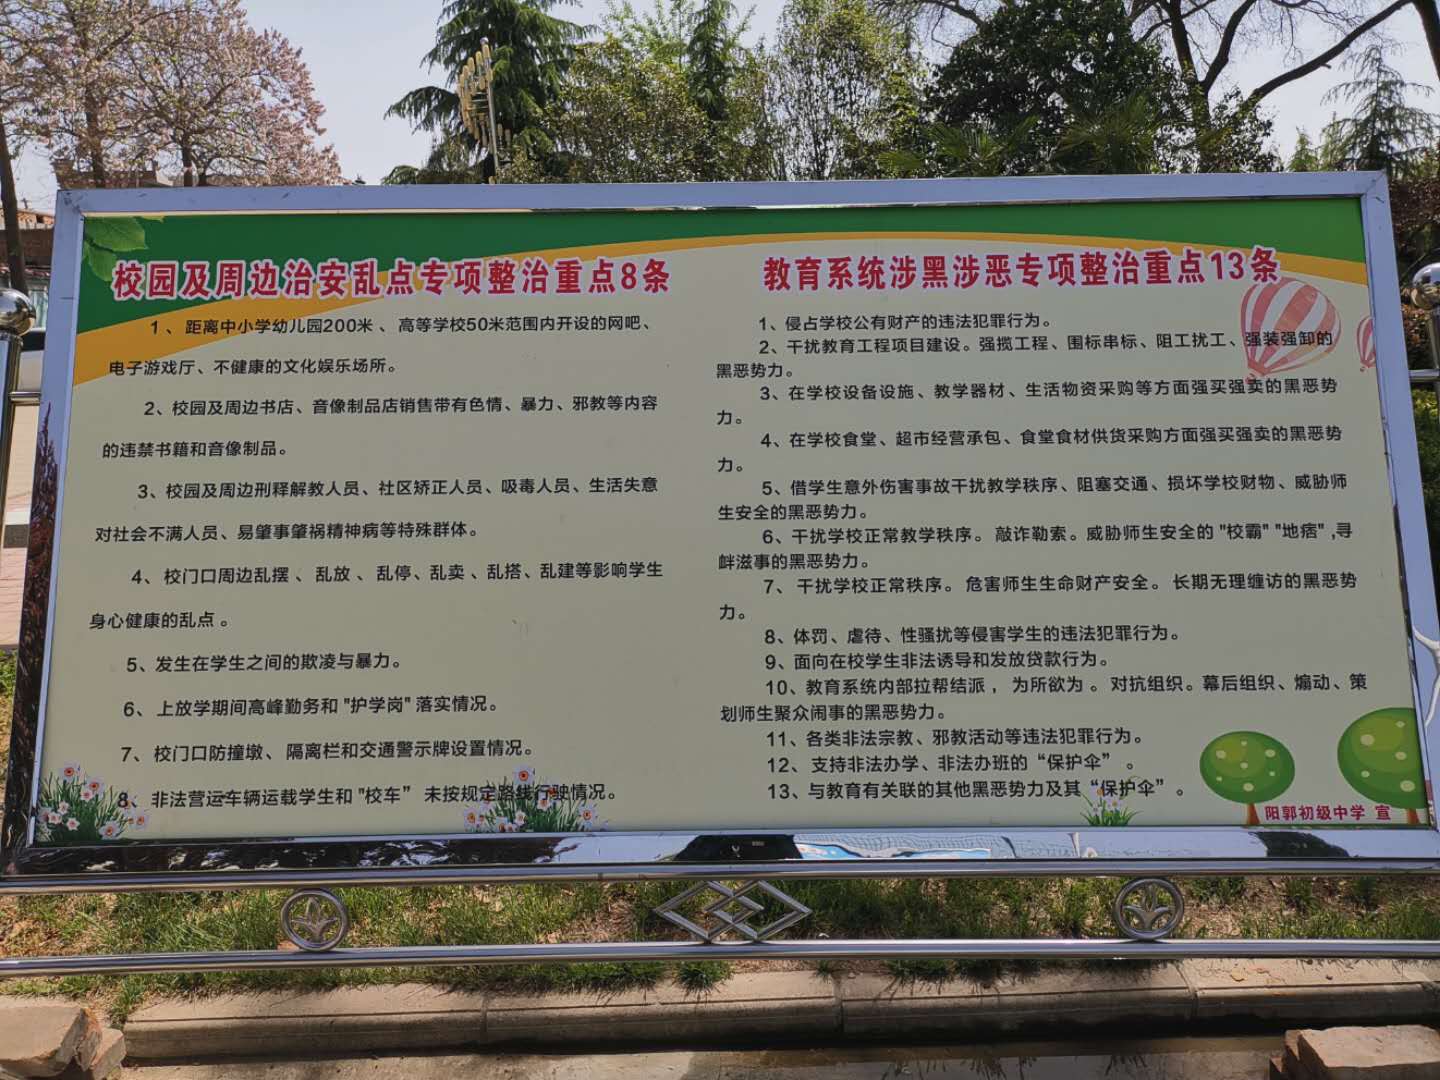 校园及周边治安乱点专项整治重点8条
1、距离中小学幼儿园200米、高等学校50米范围内开设的网吧、
电子游戏厅、不健康的文化娱乐场所。
2、校园及周边书店、音像制品店销售带有色情、暴力、邪教等内容
的违禁书籍和音像制品。
3、校园及周边刑释解教人员、社区矫正人员、吸毒人员、生活失意
对社会不满人员、易肇事肇祸精神病等特殊群体。
4、校门口周边乱摆、乱放、乱停、乱卖、乱搭、乱建等影响学生
身心健康的乱点。
5、发生在学生之间的欺凌与暴力。
6、上放学期间高峰勤务和"护学岗"落实情况。
7、校门口防撞墩、隔离栏和交通警示牌设置情况。
8、非法营运车辆运载学生和"校车”未按规定路线行驶情况。
教育系统涉黑涉恶专项整治重点13条
1、侵占学校公有财产的违法犯罪行为。
2、干扰教育工程项目建设。强揽工程、围标串标、阻工扰工、强装强卸的
黑恶势力。
3、在学校设备设施、教学器材、生活物资采购等方面强买强卖的黑恶势
力。
4、在学校食堂、超市经营承包、食堂食材供货采购方面强买强卖的黑恶势
力。
5、借学生意外伤害事故干扰教学秩序、阻塞交通、损坏学校财物、威胁师
生安全的黑恶势力。
6、干扰学校正常教学秩序。敲诈勒索。威胁师生安全的"校霸""地痞",寻
衅滋事的黑恶势力。
7、干扰学校正常秩序。危害师生生命财产安全。长期无理缠访的黑恶势
力。
8、体罚、虐待、性骚扰等侵害学生的违法犯罪行为。
9、面向在校学生非法诱导和发放贷款行为。
10、教育系统内部拉帮结派，为所欲为。对抗组织。幕后组织、煽动、策
划师生聚众闹事的黑恶势力。
11、各类非法宗教、邪教活动等违法犯罪行为。
12、支持非法办学、非法办班的“保护伞”。
13、与教育有关联的其他黑恶势力及其“保护伞”。
阳郭初级中学 宣